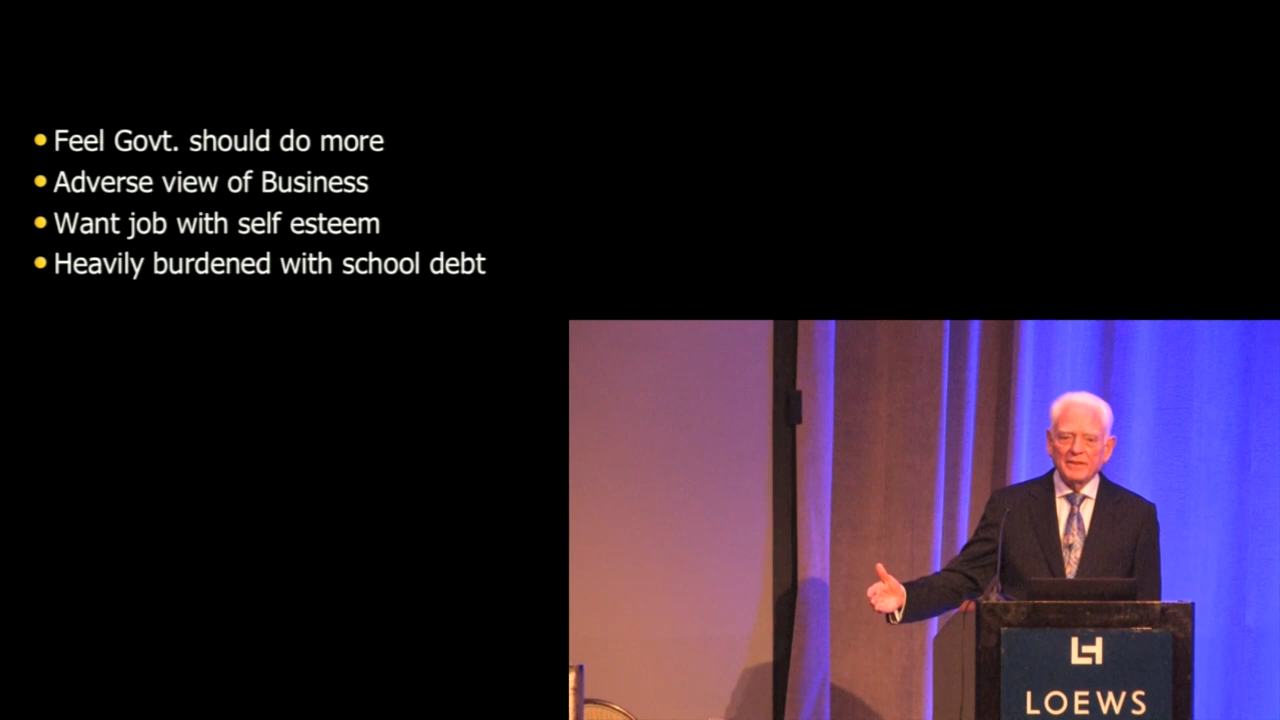 Feel Govt. should do more
Adverse view of Business
Want job with self esteem
Heavily burdened with school debt
LOEWS